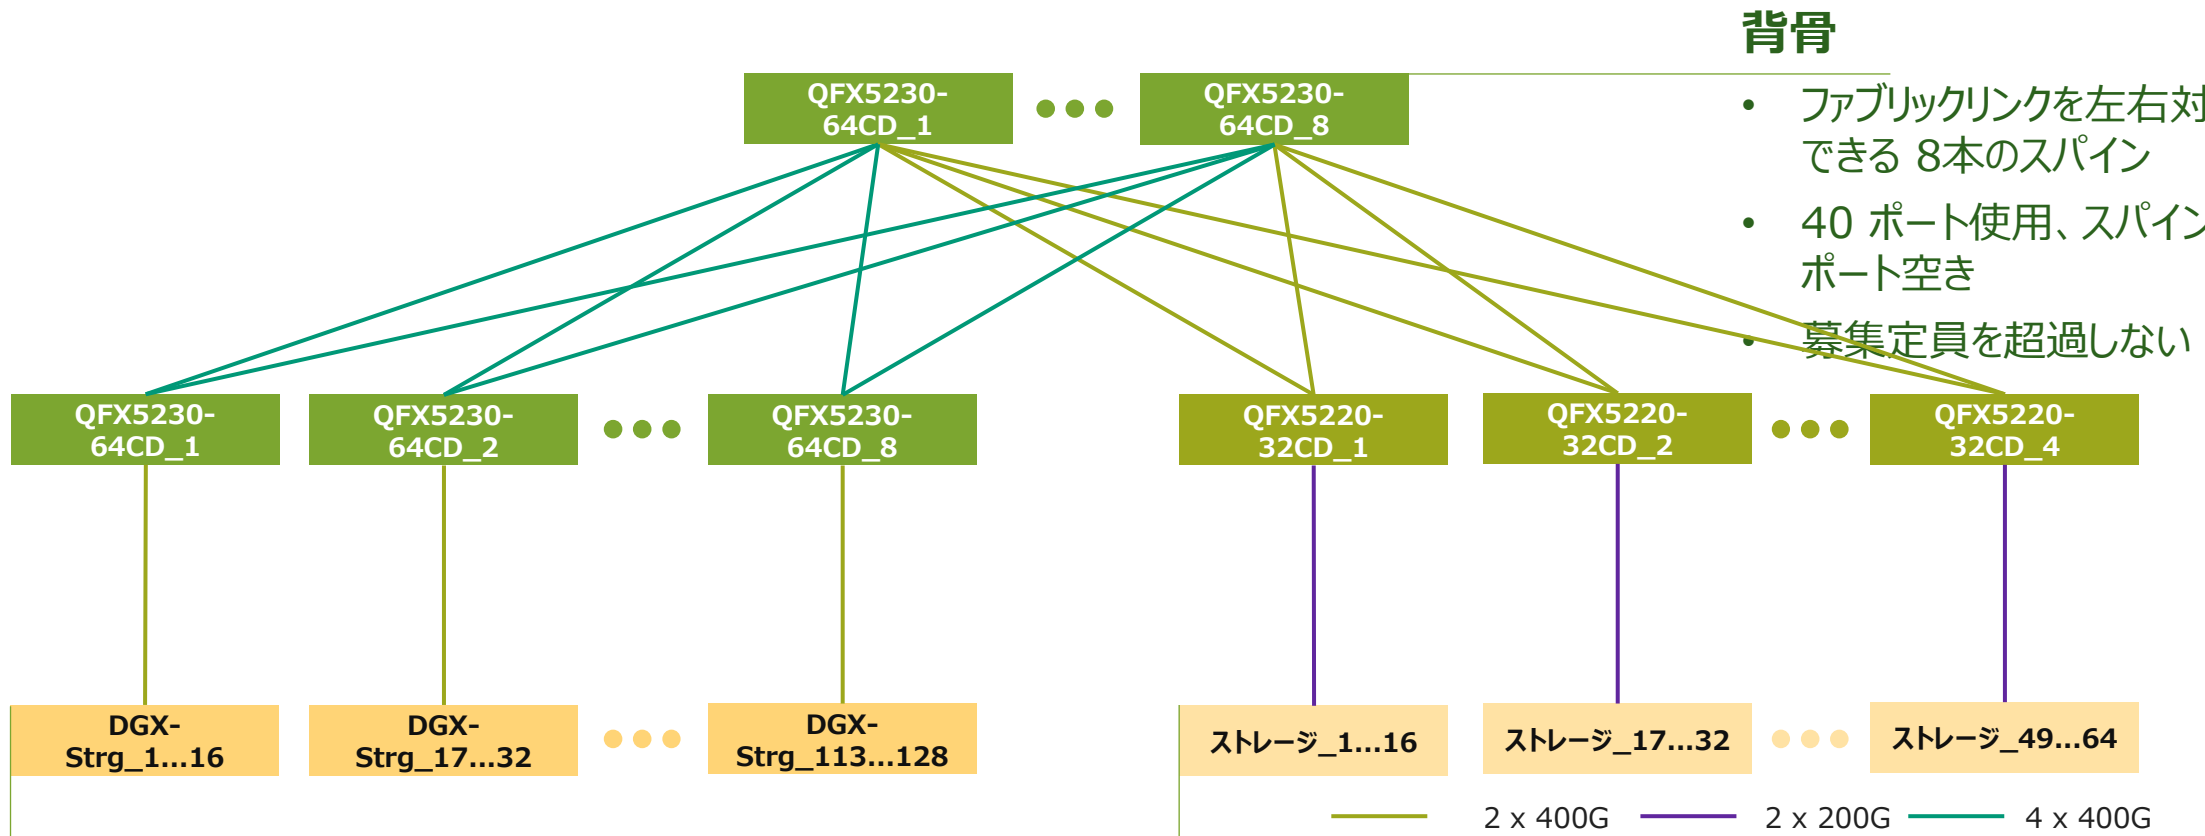 背骨
• ファブリックリンクを左右対
できる 8本のスパイン
• 40 ポート使用、スパイン
ポート空き
• 募集定員を超過しない
QFX5230-
64CD_1
QFX5230-
64CD_8
QFX5230-
64CD_1
QFX5230-
64CD_2
QFX5230-
64CD_8
QFX5220-
32CD_1
QFX5220-
32CD_2
QFX5220-
32CD_4
DGX-
Strg_1...16
DGX-
Strg_17...32
DGX-
Strg_113...128
ストレージ_1...16
ストレージ_17...32
ストレージ_49...64
2 x 400G
2 x 200G
4 x 400G